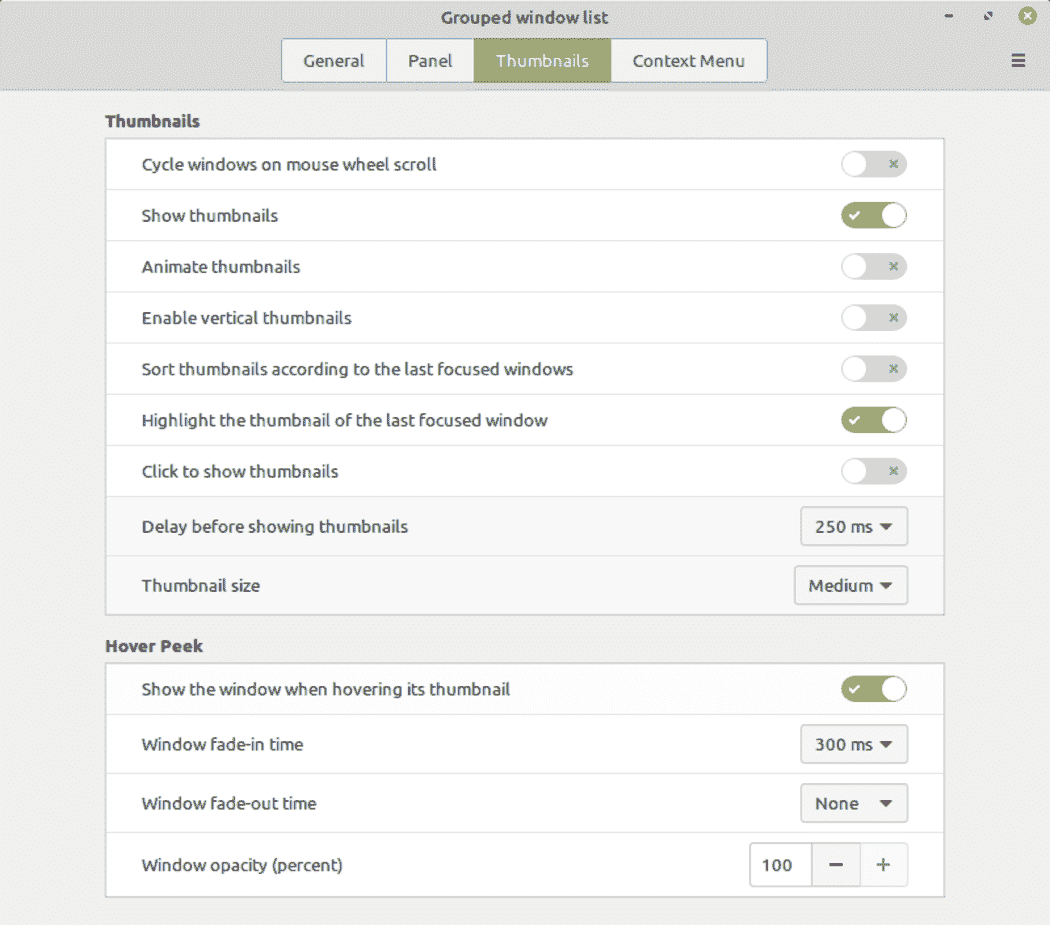 Grouped window list
General Panel Thumbnails Context Menu
Thumbnails
Cycle windows on mouse wheel scroll
Show thumbnails
Animate thumbnails
Enable vertical thumbnails
Sort thumbnails according to the last focused windows
Highlight the thumbnail of the last focused window
Click to show thumbnails
Delay before showing thumbnails 250 ms
Thumbnail size Medium
Hover Peek
Show the window when hovering its thumbnail
Window fade-in time 300 ms
Window fade-out time None
Window opacity (percent) 100